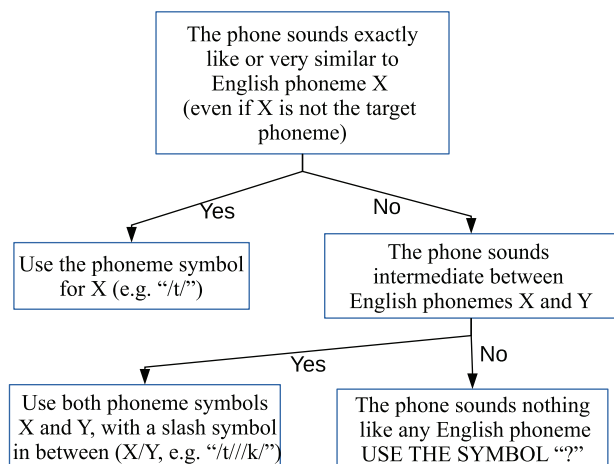 The phone sounds exactly
like or very similar to
English phoneme X
(even if X is not the target
phoneme)
Yes
No
Use the phoneme symbol
for X (e.g. “/t/”)
The phone sounds
intermediate between
English phonemes X and Y
Yes
No
Use both phoneme symbols
X and Y, with a slash symbol
in between (X/Y, e.g. “/t///k/”)
The phone sounds nothing
like any English phoneme
USE THE SYMBOL “?”